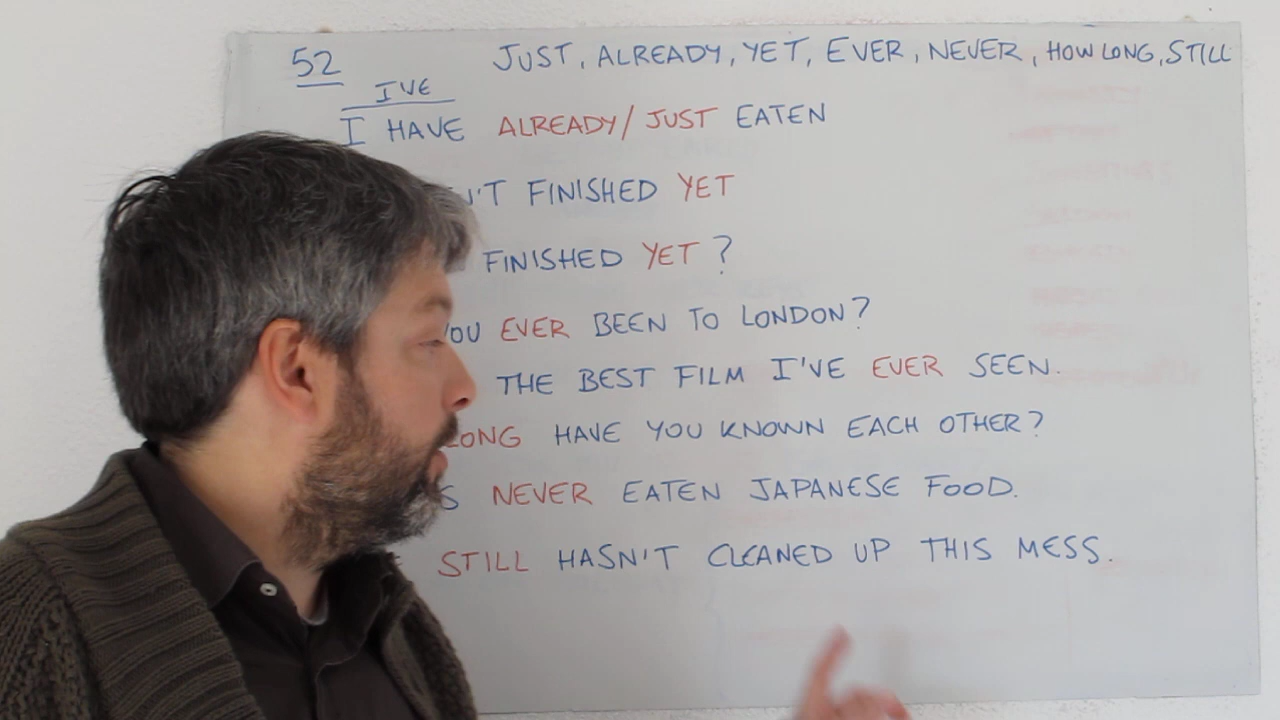 52 JUST, ALREADY, YET, EVER, NEVER, HOW LONG, STILL
I'VE
I HAVE ALREADY/JUST EATEN
N'T FINISHED YET
FINISHED YET?
YOU EVER BEEN TO LONDON?
THE BEST FILM I'VE EVER SEEN.
LONG HAVE YOU KNOWN EACH OTHER?
S NEVER EATEN JAPANESE FOOD.
STILL HASN'T CLEANED UP THIS MESS.